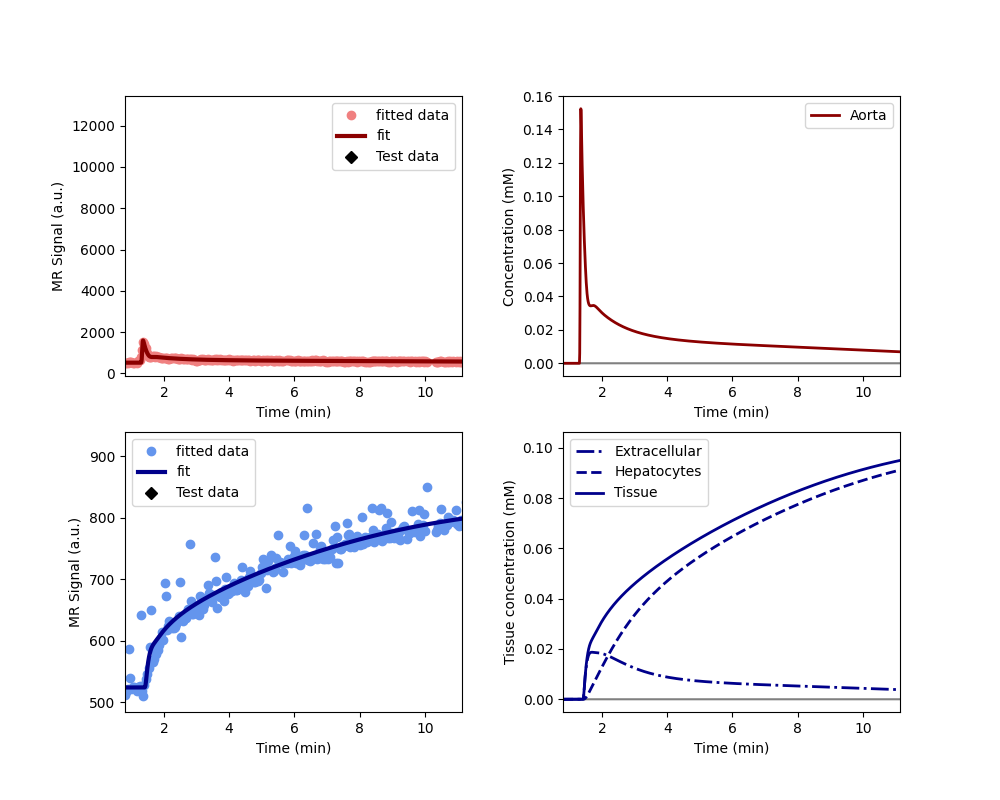 12000
10000
8000
6000
4000
2000
0
MR Signal (a.u.)
fitted data
fit
Test data
2 4 6 8 10
Time (min)
0.16
0.14
0.12
0.10
0.08
0.06
0.04
0.02
0.00
Concentration (mM)
Aorta
2 4 6 8 10
Time (min)
900
800
700
600
500
MR Signal (a.u.)
fitted data
fit
Test data
2 4 6 8 10
Time (min)
0.10
0.08
0.06
0.04
0.02
0.00
Tissue concentration (mM)
Extracellular
Hepatocytes
Tissue
2 4 6 8 10
Time (min)